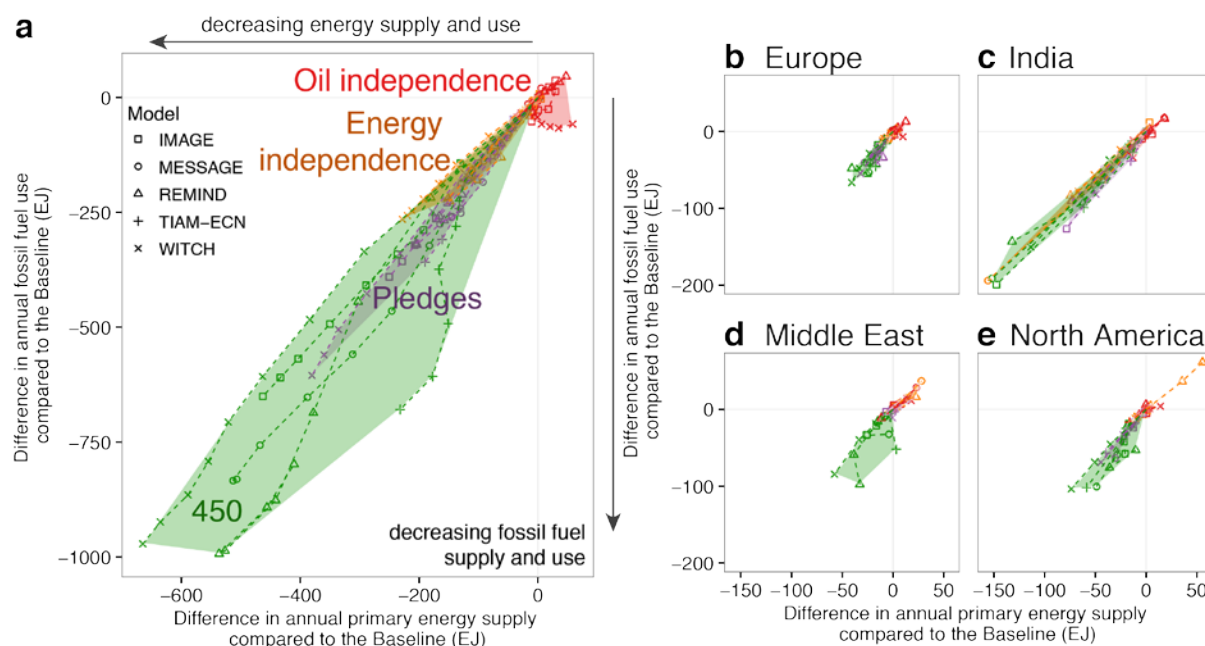 a
decreasing energy supply and use
Oil independence
Energy
independence
Model
IMAGE
MESSAGE
REMIND
TIAM−ECN
WITCH
Pledges
450
decreasing fossil fuel
supply and use
0
−250
−500
−750
−1000
−600
−400
−200
0
Difference in annual fossil fuel use
compared to the Baseline (EJ)
Difference in annual primary energy supply
compared to the Baseline (EJ)
b Europe
c India
0
−100
−200
d Middle East
e North America
0
−100
−200
−150
−100
−50
0
50
−150
−100
−50
0
50
Difference in annual fossil fuel use
compared to the Baseline (EJ)
Difference in annual primary energy supply
compared to the Baseline (EJ)